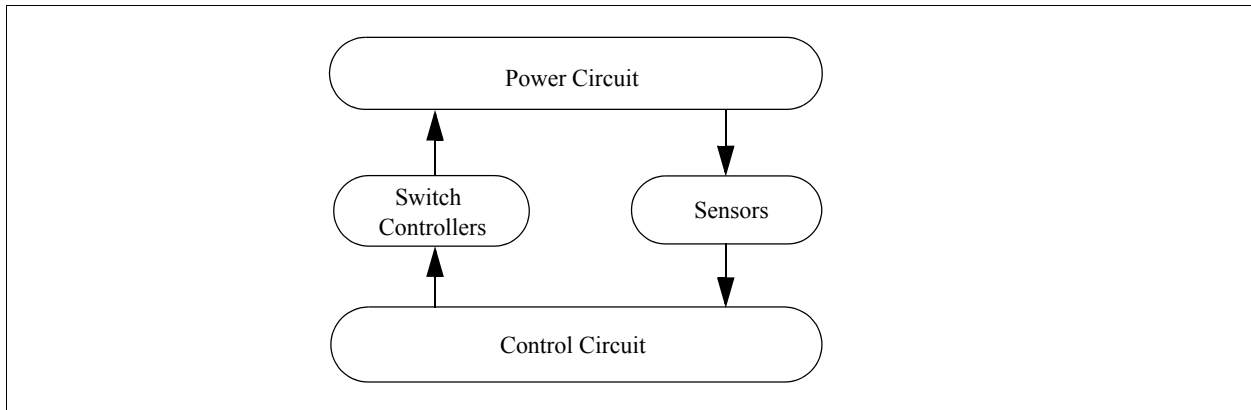 Power Circuit
Switch
Controllers
Sensors
Control Circuit